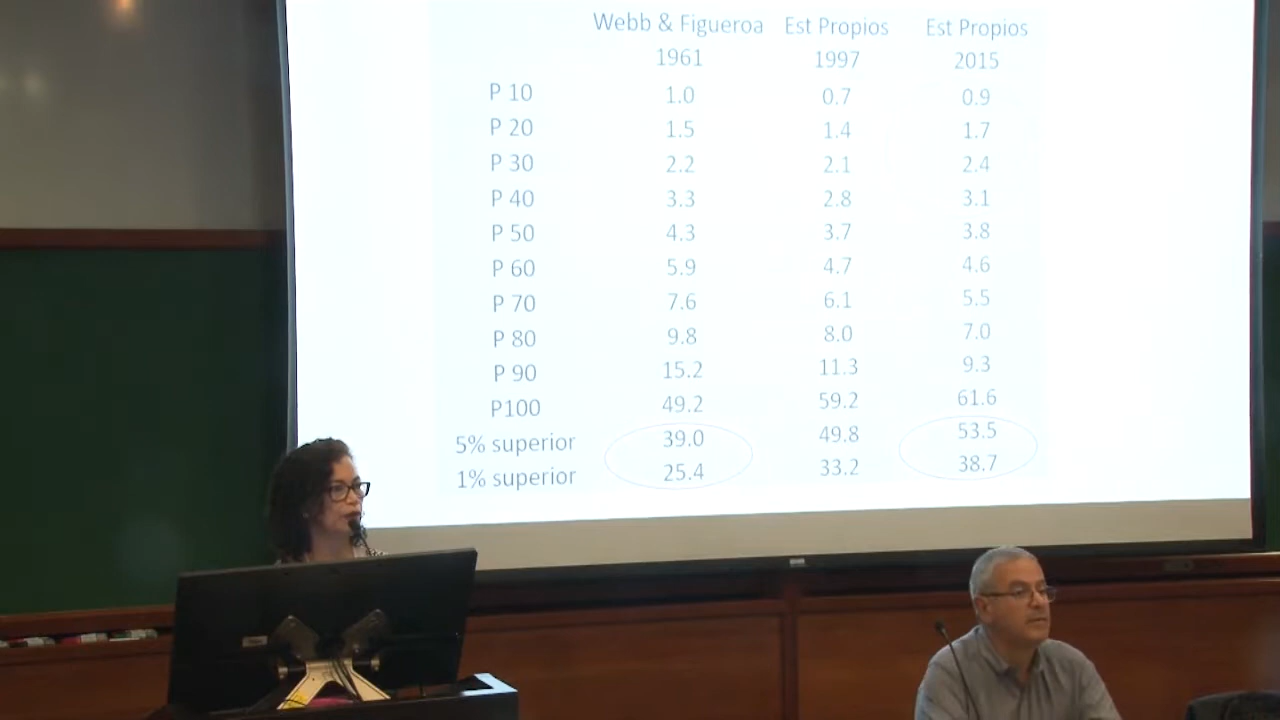 Webb & Figueroa Est Propios Est Propios
1961 1997 2015
P 10 1.0 0.7 0.9
P 20 1.5 1.4 1.7
P 30 2.2 2.1 2.4
P 40 3.3 2.8 3.1
P 50 4.3 3.7 3.8
P 60 5.9 4.7 4.6
P 70 7.6 6.1 5.5
P 80 9.8 8.0 7.0
P 90 15.2 11.3 9.3
P100 49.2 59.2 61.6
5% superior 39.0 49.8 53.5
1% superior 25.4 33.2 38.7